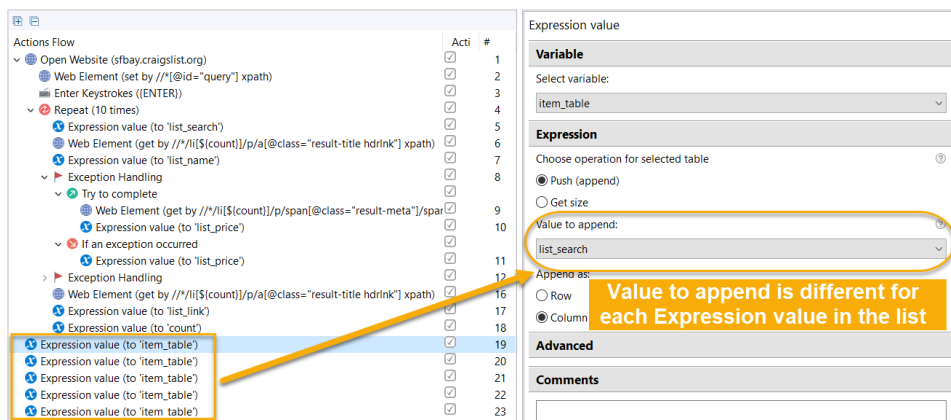 Actions Flow Acti #
Open Website (sfbay.craigslist.org) 1
Web Element (set by //*[@id="query"] xpath) 2
Enter Keystrokes ({ENTER}) 3
Repeat (10 times) 4
Expression value (to 'list_search') 5
Web Element (get by //*/li[${count}]/p/a[@class="result-title hdrlnk"] xpath) 6
Expression value (to 'list_name') 7
Exception Handling 8
Try to complete
Web Element (get by //*/li[${count}]/p/span[@class="result-meta"]/spar 9
Expression value (to 'list_price') 10
If an exception occurred
Expression value (to 'list_price') 11
Exception Handling 12
Web Element (get by //*/li[${count}]/p/a[@class="result-title hdrlnk"] xpath) 16
Expression value (to 'list_link') 17
Expression value (to 'count') 18
Expression value (to 'item_table') 19
Expression value (to 'item_table') 20
Expression value (to 'item_table') 21
Expression value (to 'item_table') 22
Expression value (to 'item_table') 23
Expression value
Variable
Select variable:
item_table
Expression
Choose operation for selected table
Push (append)
Get size
Value to append:
list_search
Append as:
Row
Column
Value to append is different for
each Expression value in the list
Advanced
Comments